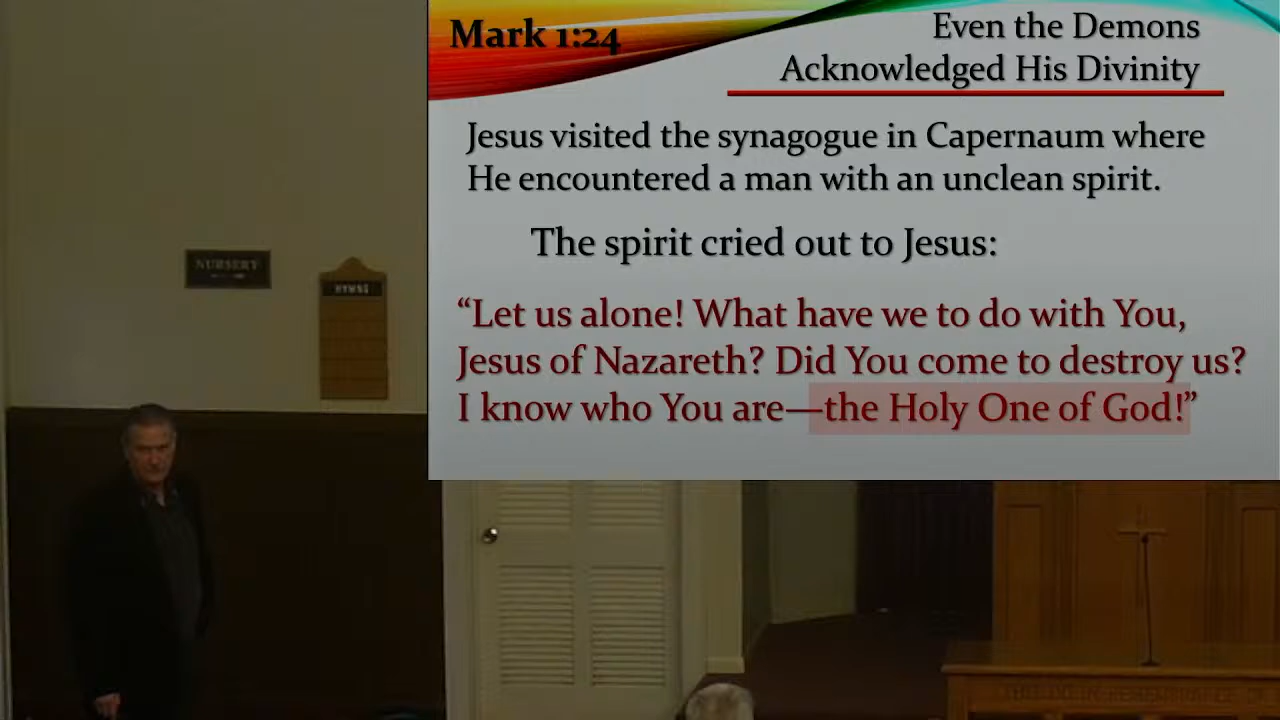 Mark 1:24
Even the Demons
Acknowledged His Divinity
Jesus visited the synagogue in Capernaum where
He encountered a man with an unclean spirit.
The spirit cried out to Jesus:
“Let us alone! What have we to do with You,
Jesus of Nazareth? Did You come to destroy us?
I know who You are—the Holy One of God!”
NURSERY
HYMNS